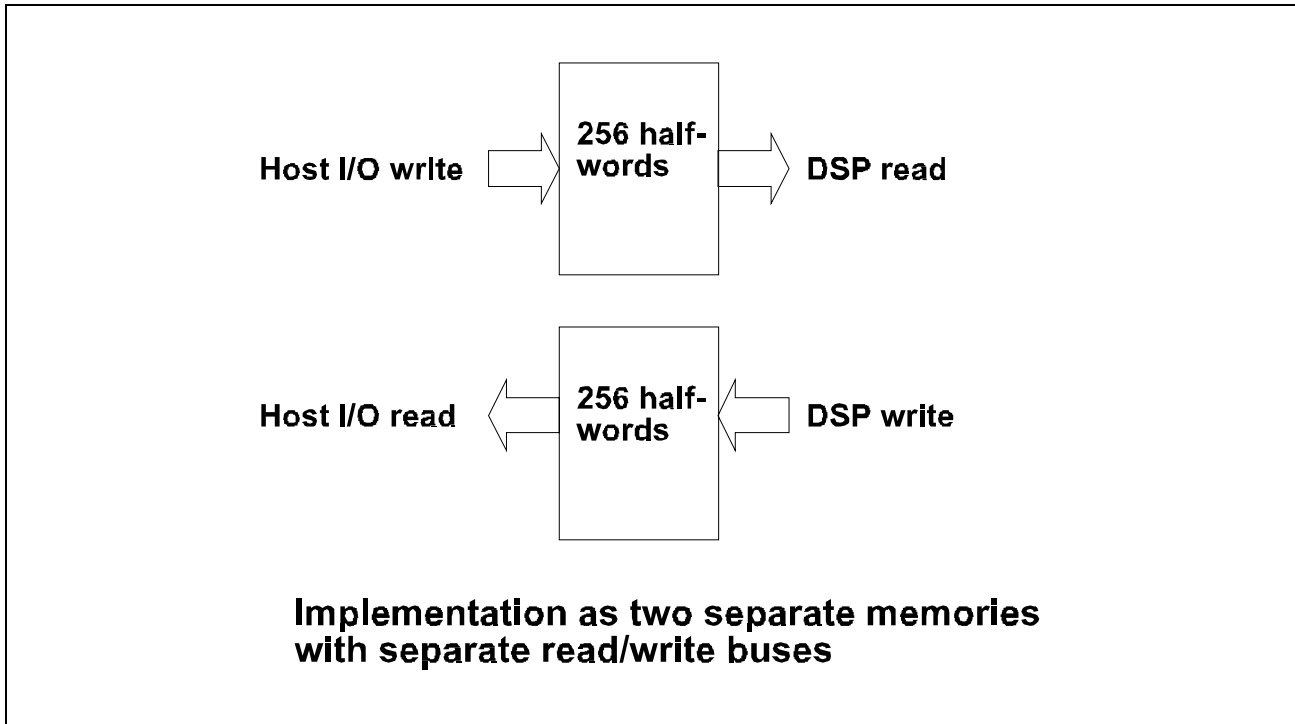 256 half-
words
Host I/O write
DSP read
256 half-
words
Host I/O read
DSP write
Implementation as two separate memories
with separate read/write buses